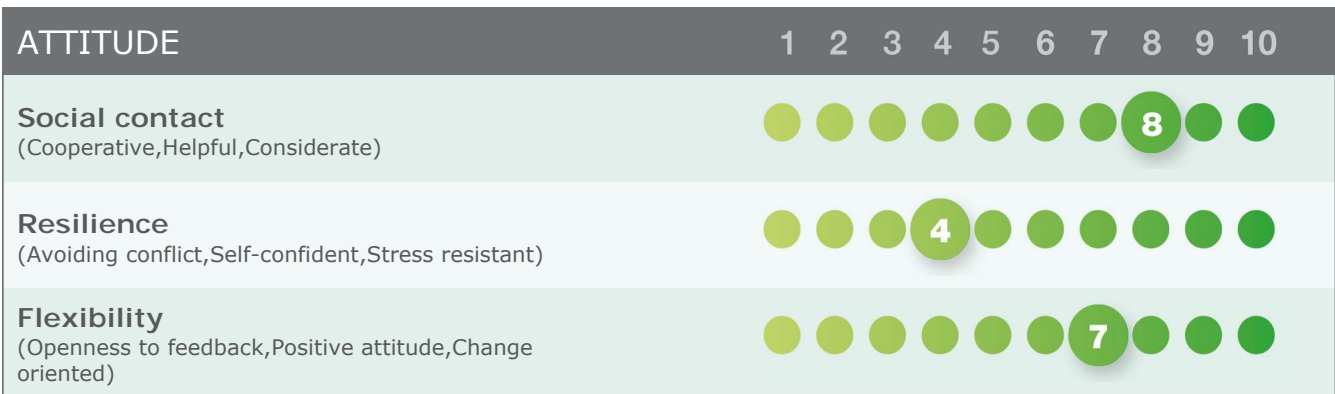 ATTITUDE 1 2 3 4 5 6 7 8 9 10
Social contact
(Cooperative,Helpful,Considerate)
8
Resilience
(Avoiding conflict,Self-confident,Stress resistant)
4
Flexibility
(Openness to feedback,Positive attitude,Change
oriented)
7